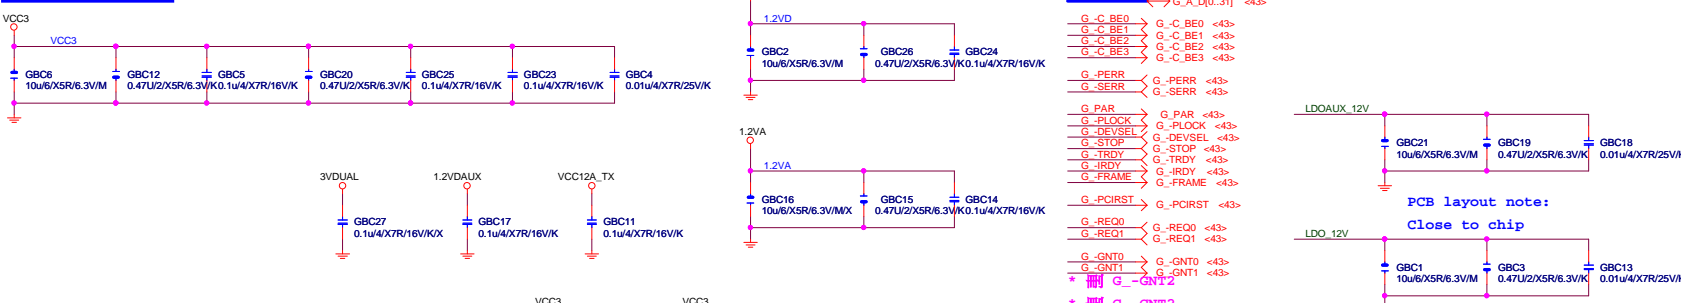 VCC3
VCC3
GBC6
10u/6/X5R/6.3V/M
GBC12
0.47U/2/X5R/6.3V/K
GBC5
0.1u/4/X7R/16V/K
GBC20
0.47U/2/X5R/6.3V/K
GBC25
0.1u/4/X7R/16V/K
GBC23
0.1u/4/X7R/16V/K
GBC4
0.01u/4/X7R/25V/K
3VDUAL
GBC27
0.1u/4/X7R/16V/K/X
1.2VDAUX
GBC17
0.1u/4/X7R/16V/K
VCC12A_TX
GBC11
0.1u/4/X7R/16V/K
VCC3
VCC3
1.2VD
GBC2
10u/6/X5R/6.3V/M
GBC26
0.47U/2/X5R/6.3V/K
GBC24
0.1u/4/X7R/16V/K
1.2VA
1.2VA
GBC16
10u/6/X5R/6.3V/M/X
GBC15
0.47U/2/X5R/6.3V/K
GBC14
0.1u/4/X7R/16V/K
G_A_D[0..31] <43>
G_-C_BE0 G_-C_BE0 <43>
G_-C_BE1 G_-C_BE1 <43>
G_-C_BE2 G_-C_BE2 <43>
G_-C_BE3 G_-C_BE3 <43>
G_-PERR G_-PERR <43>
G_-SERR G_-SERR <43>
G_PAR G_PAR <43>
G_-PLOCK G_-PLOCK <43>
G_-DEVSEL G_-DEVSEL <43>
G_-STOP G_-STOP <43>
G_-TRDY G_-TRDY <43>
G_-IRDY G_-IRDY <43>
G_-FRAME G_-FRAME <43>
G_-PCIRST G_-PCIRST <43>
G_-REQ0 G_-REQ0 <43>
G_-REQ1 G_-REQ1 <43>
G_-GNT0 G_-GNT0 <43>
G_-GNT1 G_-GNT1 <43>
* 刪 G_-GNT2
LDOAUX_12V
GBC21
10u/6/X5R/6.3V/M
GBC19
0.47U/2/X5R/6.3V/K
GBC18
0.01u/4/X7R/25V/
PCB layout note:
Close to chip
LDO_12V
GBC1
10u/6/X5R/6.3V/M
GBC3
0.47U/2/X5R/6.3V/K
GBC13
0.01u/4/X7R/25V/